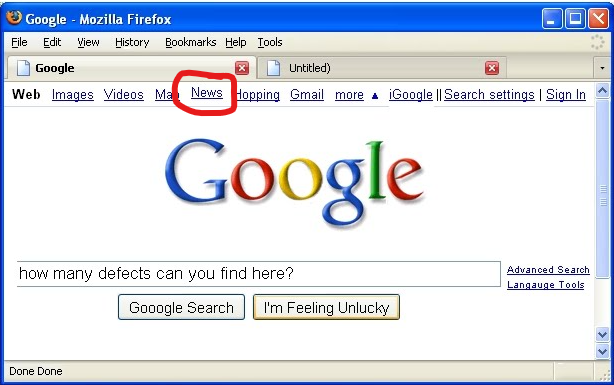 Google - Mozilla Firefox
File Edit View History Bookmarks Help Tools
Google Untitled)
Web Images Videos Ma News Hopping Gmail more ▲ iGoogle || Search settings | Sign In
Google
how many defects can you find here?
Advanced Search
Langauge Tools
Gooogle Search I'm Feeling Unlucky
Done Done